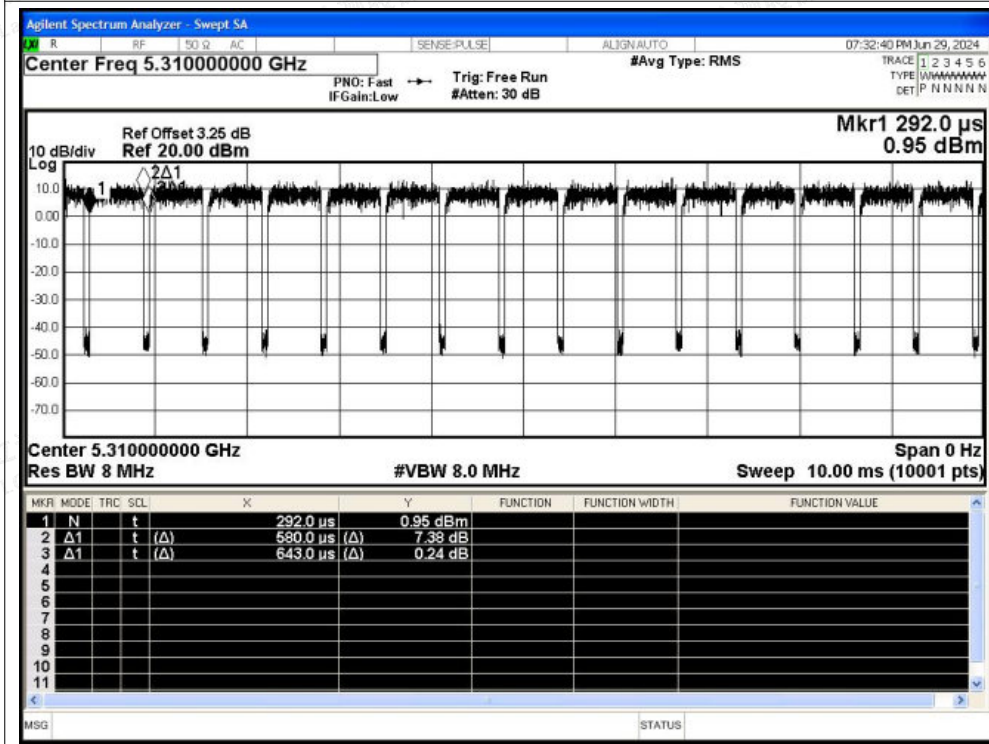 Agilent Spectrum Analyzer - Swept SA
LXI R RF 50 Ω AC SENSE:PULSE ALIGN AUTO 07:32:40 PM Jun 29, 2024
Center Freq 5.310000000 GHz #Avg Type: RMS TRACE 1 2 3 4 5 6
PNO: Fast Trig: Free Run TYPE WWWWWW
IFGain:Low #Atten: 30 dB DET P N N N N N
Mkr1 292.0 µs
Ref Offset 3.25 dB
10 dB/div Ref 20.00 dBm 0.95 dBm
Log
2Δ1
10.0 1
0.00
-10.0
-20.0
-30.0
-40.0
-50.0
-60.0
-70.0
Center 5.310000000 GHz Span 0 Hz
Res BW 8 MHz #VBW 8.0 MHz Sweep 10.00 ms (10001 pts)
MKR MODE TRC SCL X Y FUNCTION FUNCTION WIDTH FUNCTION VALUE
1 N t 292.0 µs 0.95 dBm
2 Δ1 t (Δ) 580.0 µs (Δ) 7.38 dB
3 Δ1 t (Δ) 643.0 µs (Δ) 0.24 dB
4
5
6
7
8
9
10
11
MSG STATUS